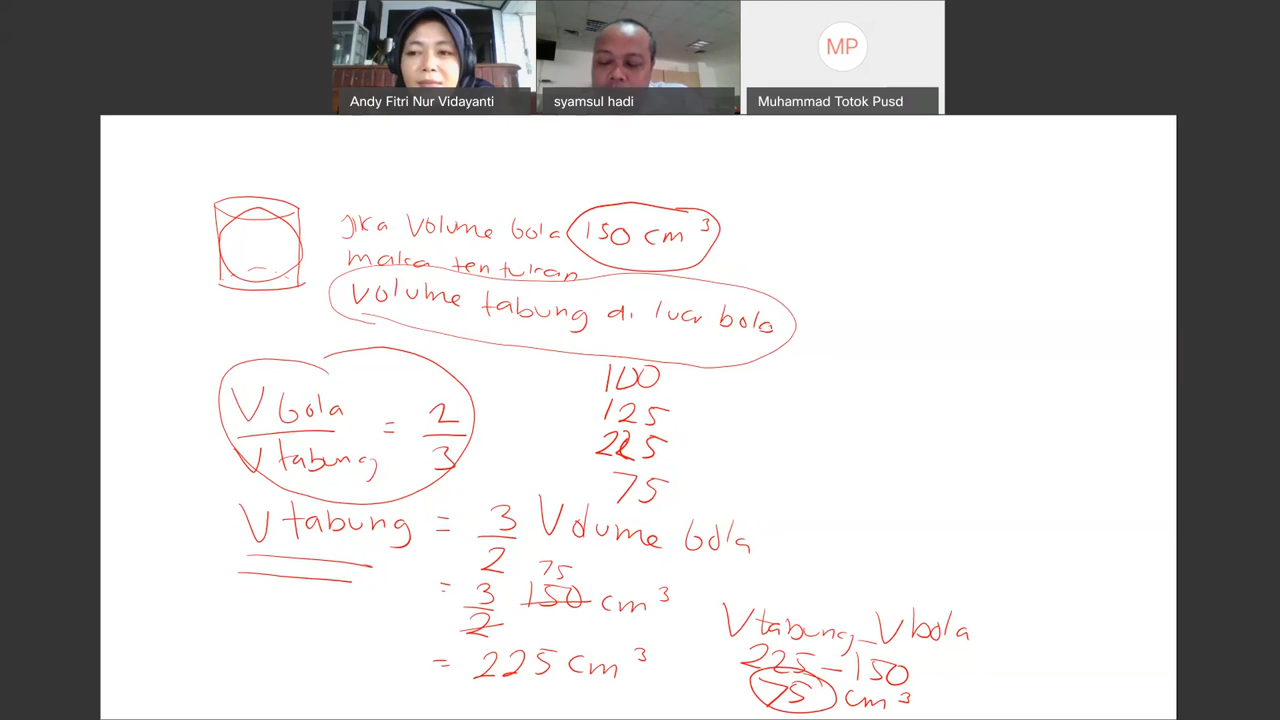 MP
Andy Fitri Nur Vidayanti
syamsul hadi
Muhammad Totok Pusd
Jika Volume bola 150 cm³
maka tentukan
Volume tabung di luar bola
100
125
225
75
V bola / V tabung = 2/3
V tabung = 3/2 Volume bola
75
= 3/2 150 cm³
= 225 cm³
V tabung - V bola
225 - 150
75 cm³